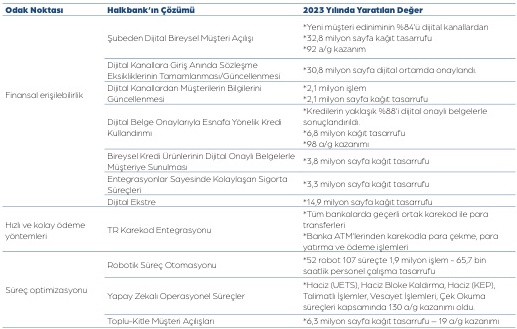 Odak Noktası Halkbank'ın Çözümü 2023 Yılında Yaratılan Değer
Finansal erişilebilirlik
Şubeden Dijital Bireysel Müşteri Açılışı
*Yeni müşteri ediniminin %84'ü dijital kanallardan
*32,8 milyon sayfa kağıt tasarrufu
*92 a/g kazanım
Dijital Kanallara Giriş Anında Sözleşme
Eksikliklerinin Tamamlanması/Güncellenmesi
*30,8 milyon sayfa dijital ortamda onaylandı.
Dijital Kanallardan Müşterilerin Bilgilerini
Güncellenmesi
*2,1 milyon işlem
*2,1 milyon sayfa kağıt tasarrufu
Dijital Belge Onaylarıyla Esnafa Yönelik Kredi
Kullandırımı
*Kredilerin yaklaşık %88'i dijital onaylı belgelerle
sonuçlandırıldı.
*6,8 milyon kağıt tasarrufu
*98 a/g kazanımı
Bireysel Kredi Ürünlerinin Dijital Onaylı Belgelerle
Müşteriye Sunulması
*3,8 milyon sayfa kağıt tasarrufu
Entegrasyonlar Sayesinde Kolaylaşan Sigorta
Süreçleri
*3,3 milyon sayfa kağıt tasarrufu
Dijital Ekstre
*14,9 milyon sayfa kağıt tasarrufu
Hızlı ve kolay ödeme
yöntemleri
TR Karekod Entegrasyonu
*Tüm bankalarda geçerli ortak karekod ile para
transferleri
*Banka ATM'lerinden karekodla para çekme, para
yatırma ve ödeme işlemleri
Süreç optimizasyonu
Robotik Süreç Otomasyonu
*52 robot 107 süreçte 1,9 milyon işlem - 65,7 bin
saatlik personel çalışma tasarrufu
Yapay Zekalı Operasyonel Süreçler
*Haciz (UETS), Haciz Bloke Kaldırma, Haciz (KEP),
Talimatlı İşlemler, Vesayet İşlemleri, Çek Okuma
süreçleri kapsamında 130 a/g kazanımı oldu
Toplu-Kitle Müşteri Açılışları
*6,3 milyon sayfa kağıt tasarrufu – 19 a/g kazanımı